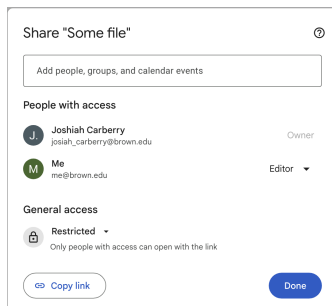 Share "Some file"
Add people, groups, and calendar events
People with access
J.
Joshiah Carberry
Owner
josiah_carberry@brown.edu
M
Me
Editor
me@brown.edu
General access
Restricted
Only people with access can open with the link
Copy link
Done